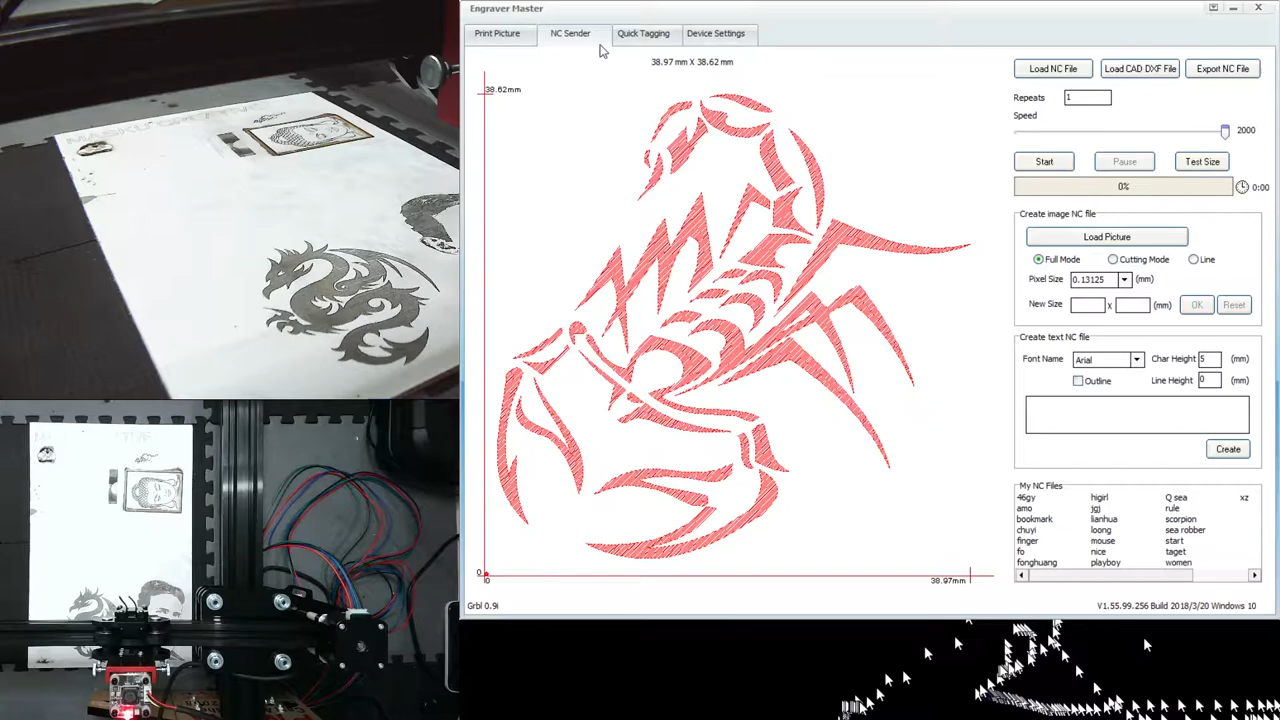 Engraver Master
Print Picture NC Sender Quick Tagging Device Settings
38.97 mm X 38.62 mm
38.62mm
0
0
38.97mm
Grbl 0.9i
Load NC File Load CAD DXF File Export NC File
Repeats 1
Speed
2000
Start Pause Test Size
0% 0:00
Create image NC file
Load Picture
Full Mode Cutting Mode Line
Pixel Size 0.13125 (mm)
New Size x (mm) OK Reset
Create text NC file
Font Name Arial Char Height 5 (mm)
Outline Line Height 0 (mm)
Create
My NC Files
46gy higirl Q sea xz
amo jgj rule
bookmark lianhua scorpion
chuyi loong sea robber
finger mouse start
fo nice taget
fonghuang playboy women
V1.55.99.256 Build 2018/3/20 Windows 10